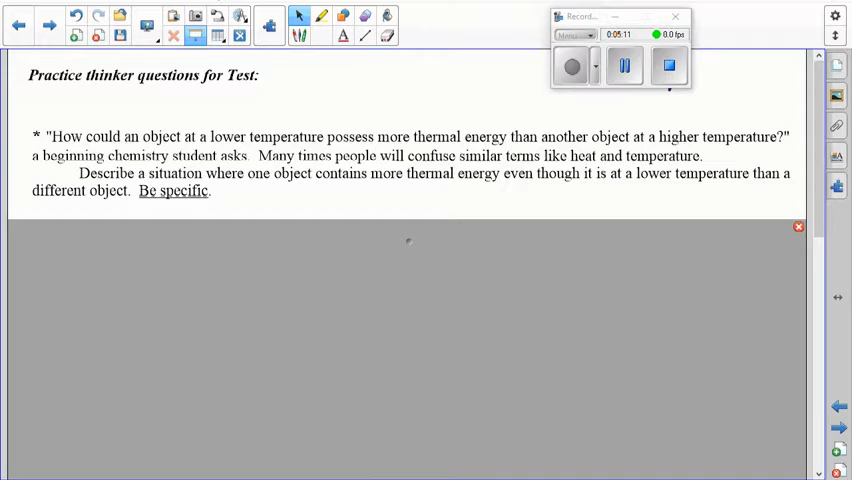 Record...
Menu
0:05:11
0.0 fps
Practice thinker questions for Test:
* "How could an object at a lower temperature possess more thermal energy than another object at a higher temperature?"
a beginning chemistry student asks. Many times people will confuse similar terms like heat and temperature.
Describe a situation where one object contains more thermal energy even though it is at a lower temperature than a
different object. Be specific.